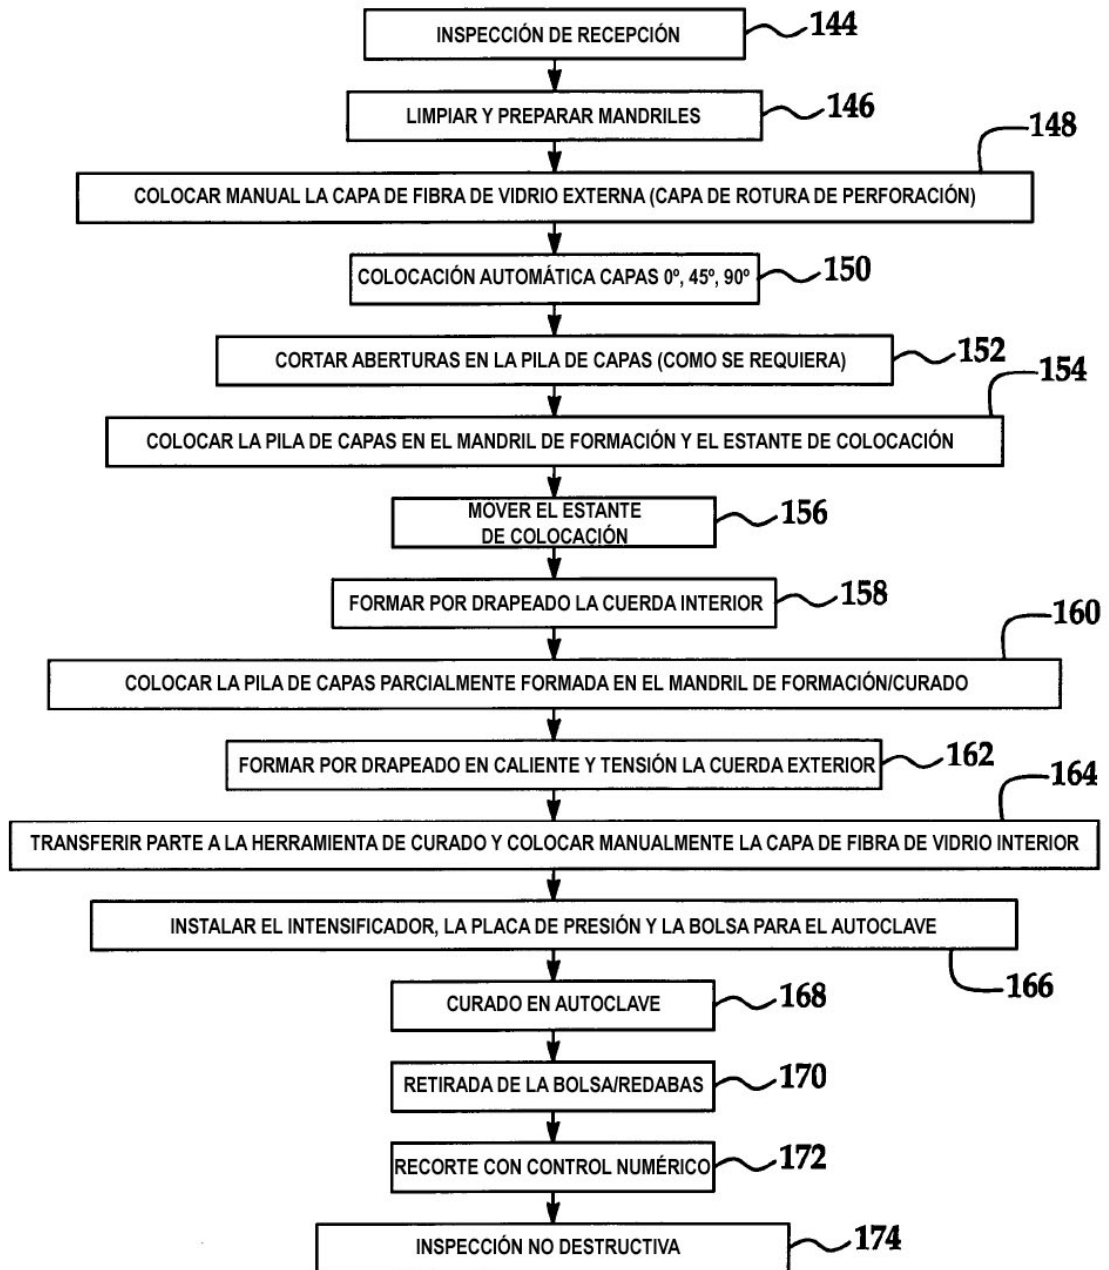 INSPECCIÓN DE RECEPCIÓN
144
LIMPIAR Y PREPARAR MANDRILES
146
148
COLOCAR MANUAL LA CAPA DE FIBRA DE VIDRIO EXTERNA (CAPA DE ROTURA DE PERFORACIÓN)
COLOCACIÓN AUTOMÁTICA CAPAS 0º, 45º, 90º
150
CORTAR ABERTURAS EN LA PILA DE CAPAS (COMO SE REQUIERA)
152
154
COLOCAR LA PILA DE CAPAS EN EL MANDRIL DE FORMACIÓN Y EL ESTANTE DE COLOCACIÓN
MOVER EL ESTANTE
DE COLOCACIÓN
156
FORMAR POR DRAPEADO LA CUERDA INTERIOR
158
160
COLOCAR LA PILA DE CAPAS PARCIALMENTE FORMADA EN EL MANDRIL DE FORMACIÓN/CURADO
FORMAR POR DRAPEADO EN CALIENTE Y TENSIÓN LA CUERDA EXTERIOR
162
164
TRANSFERIR PARTE A LA HERRAMIENTA DE CURADO Y COLOCAR MANUALMENTE LA CAPA DE FIBRA DE VIDRIO INTERIOR
INSTALAR EL INTENSIFICADOR, LA PLACA DE PRESIÓN Y LA BOLSA PARA EL AUTOCLAVE
166
CURADO EN AUTOCLAVE
168
RETIRADA DE LA BOLSA/REDABAS
170
RECORTE CON CONTROL NUMÉRICO
172
INSPECCIÓN NO DESTRUCTIVA
174